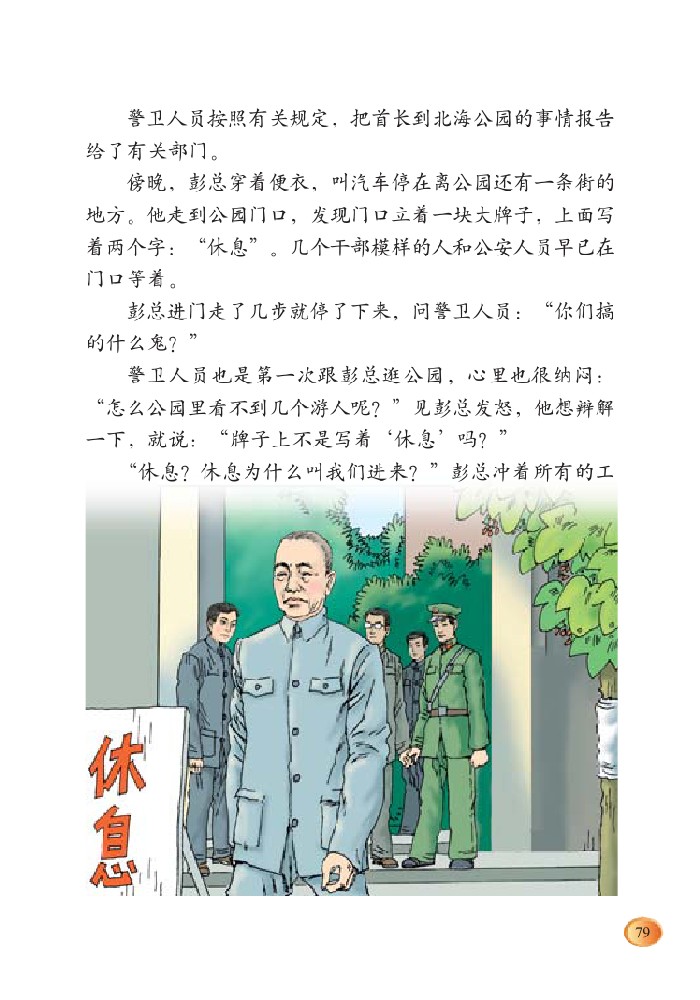 警卫人员按照有关规定，把首长到北海公园的事情报告
给了有关部门。
傍晚，彭总穿着便衣，叫汽车停在离公园还有一条街的
地方。他走到公园门口，发现门口立着一块大牌子，上面写
着两个字：“休息”。几个干部模样的人和公安人员早已在
门口等着。
彭总进门走了几步就停了下来，问警卫人员：“你们搞
的什么鬼？”
警卫人员也是第一次跟彭总逛公园，心里也很纳闷：
“怎么公园里看不到几个游人呢？”见彭总发怒，他想辩解
一下，就说：“牌子上不是写着‘休息’吗？”
“休息？休息为什么叫我们进来？”彭总冲着所有的工
休息
79